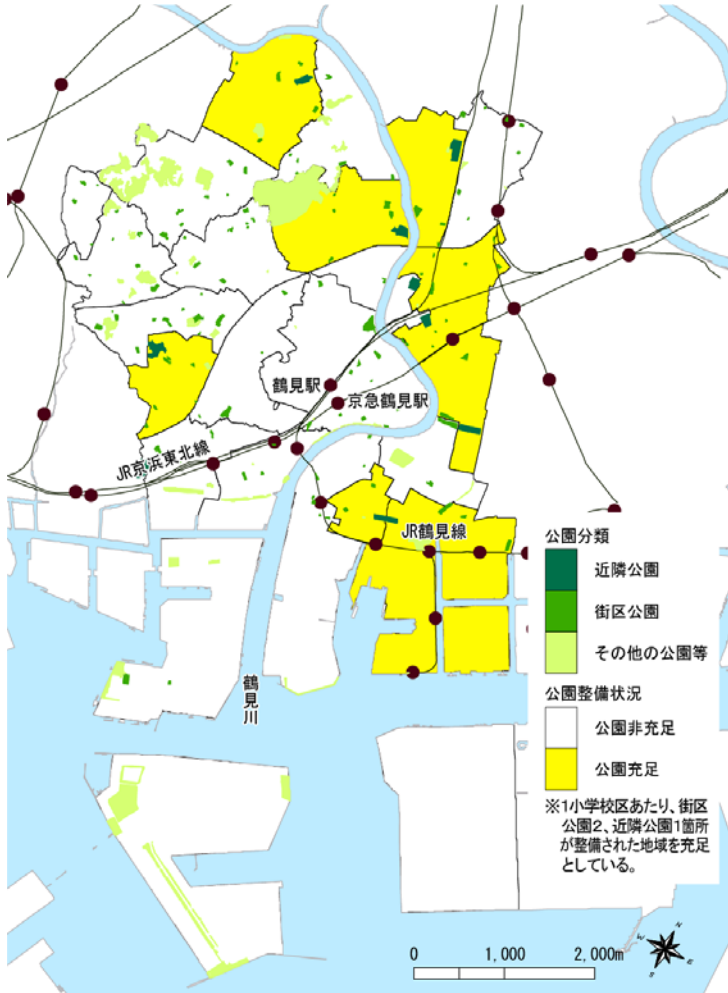 鶴見駅
京急鶴見駅
JR京浜東北線
JR鶴見線
鶴見川
公園分類
近隣公園
街区公園
その他の公園等
公園整備状況
公園非充足
公園充足
※1小学校区あたり、街区
公園2、近隣公園1箇所
が整備された地域を充足
としている。
0 1,000 2,000m
N
W
E
S